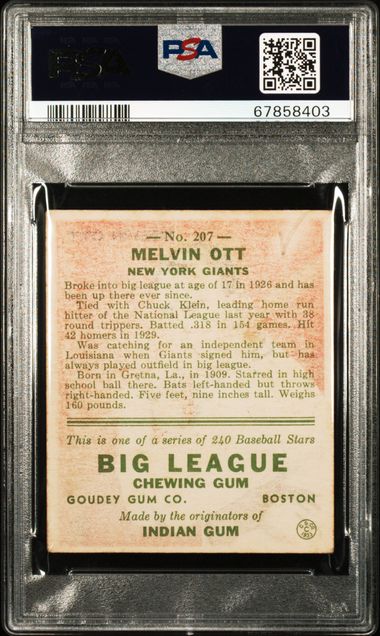 PSA
PSA
67858403
— No. 207 —
MELVIN OTT
NEW YORK GIANTS
Broke into big league at age of 17 in 1926 and has
been up there ever since.
Tied with Chuck Klein, leading home run
hitter of the National League last year with 38
round trippers. Batted .318 in 154 games. Hit
42 homers in 1929.
Was catching for an independent team in
Louisiana when Giants signed him, but has
always played outfield in big league.
Born in Gretna, La., in 1909. Starred in high
school ball there. Bats left-handed but throws
right-handed. Five feet, nine inches tall. Weighs
160 pounds.
This is one of a series of 240 Baseball Stars
BIG LEAGUE
CHEWING GUM
GOUDEY GUM CO. BOSTON
Made by the originators of
INDIAN GUM